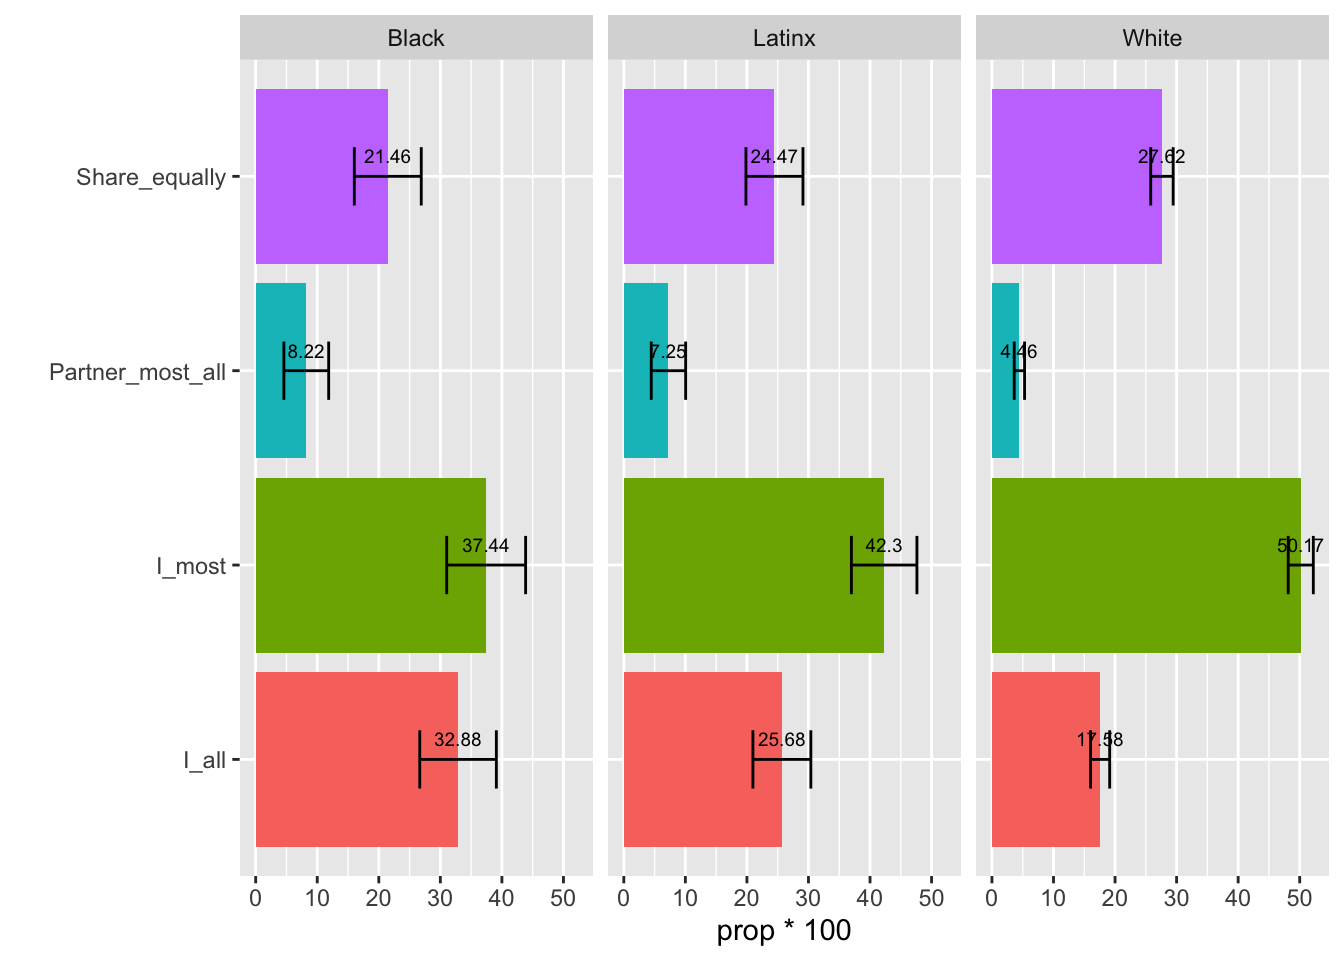 Black Latinx White
Share_equally 21.46 24.47 27.62
Partner_most_all 8.22 7.25 4.46
I_most 37.44 42.3 50.17
I_all 32.88 25.68 17.58
0 10 20 30 40 50 0 10 20 30 40 50 0 10 20 30 40 50
prop * 100